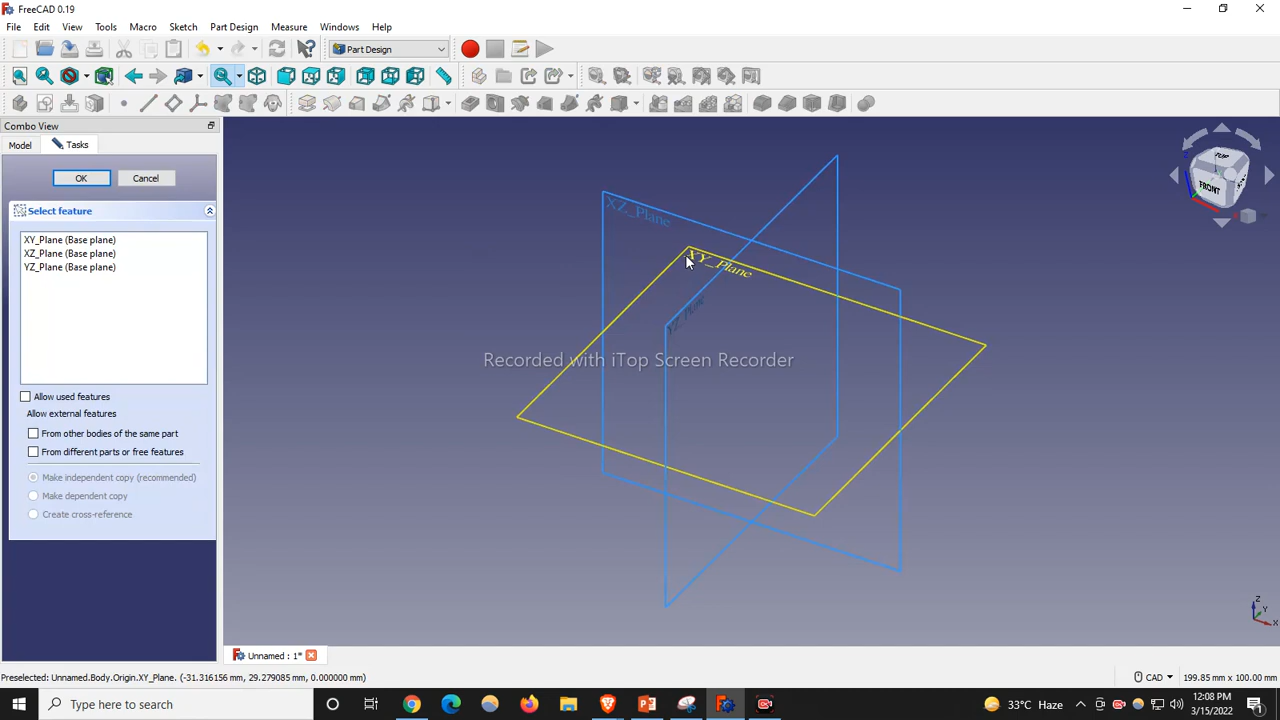 FreeCAD 0.19
File Edit View Tools Macro Sketch Part Design Measure Windows Help
Part Design
Combo View
Model Tasks
OK Cancel
Select feature
XY_Plane (Base plane)
XZ_Plane (Base plane)
YZ_Plane (Base plane)
Allow used features
Allow external features
From other bodies of the same part
From different parts or free features
Make independent copy (recommended)
Make dependent copy
Create cross-reference
XZ_Plane
XY_Plane
YZ_Plane
Recorded with iTop Screen Recorder
TOP
FRONT
Z
Z
Y
X
Unnamed : 1*
Preselected: Unnamed.Body.Origin.XY_Plane. (-31.316156 mm, 29.279085 mm, 0.000000 mm)
CAD
199.85 mm x 100.00 mm
Type here to search
33°C Haze
12:08 PM
3/15/2022